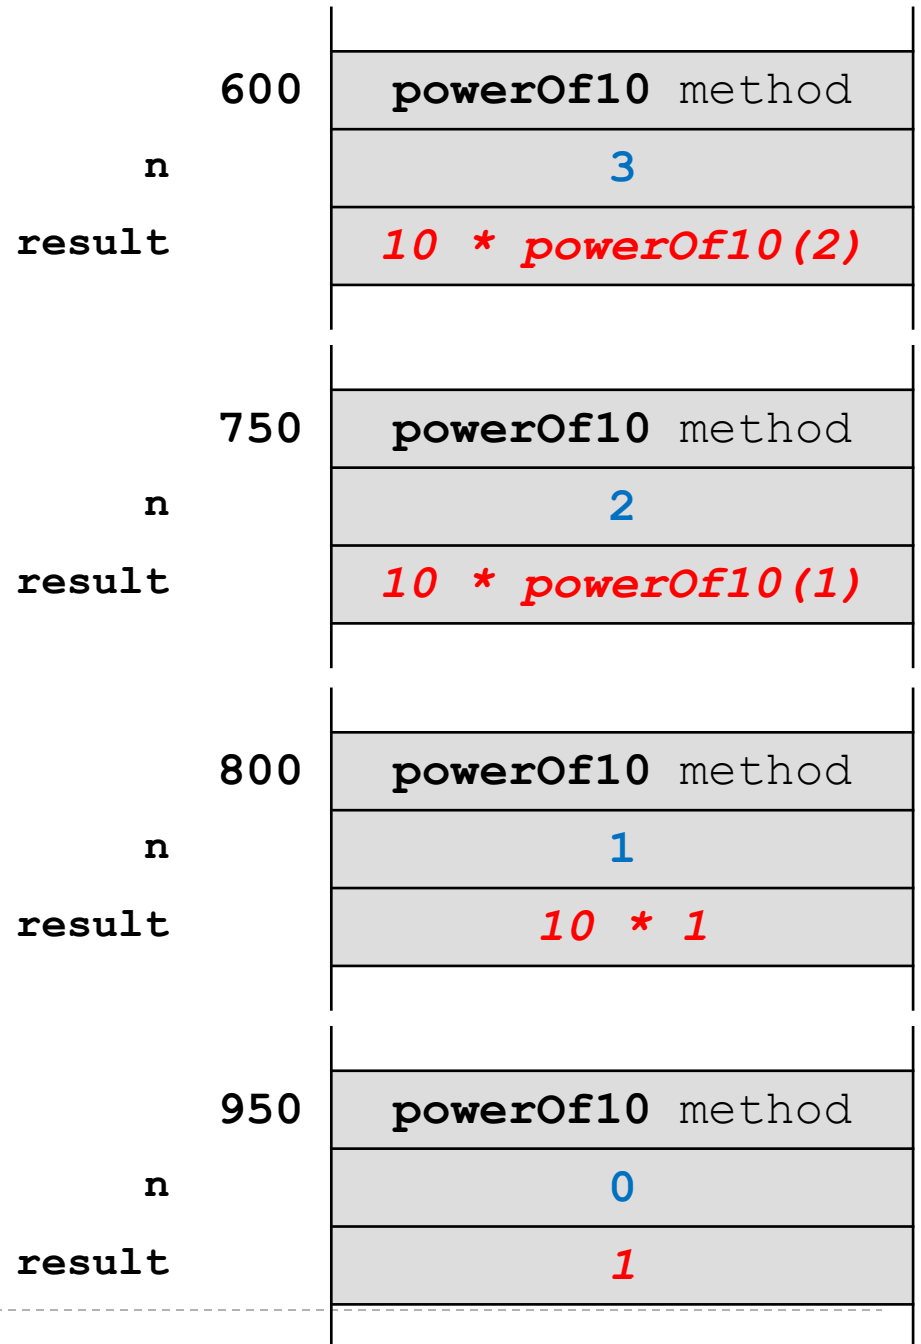 600 powerOf10 method
n 3
result 10 * powerOf10(2)
750 powerOf10 method
n 2
result 10 * powerOf10(1)
800 powerOf10 method
n 1
result 10 * 1
950 powerOf10 method
n 0
result 1